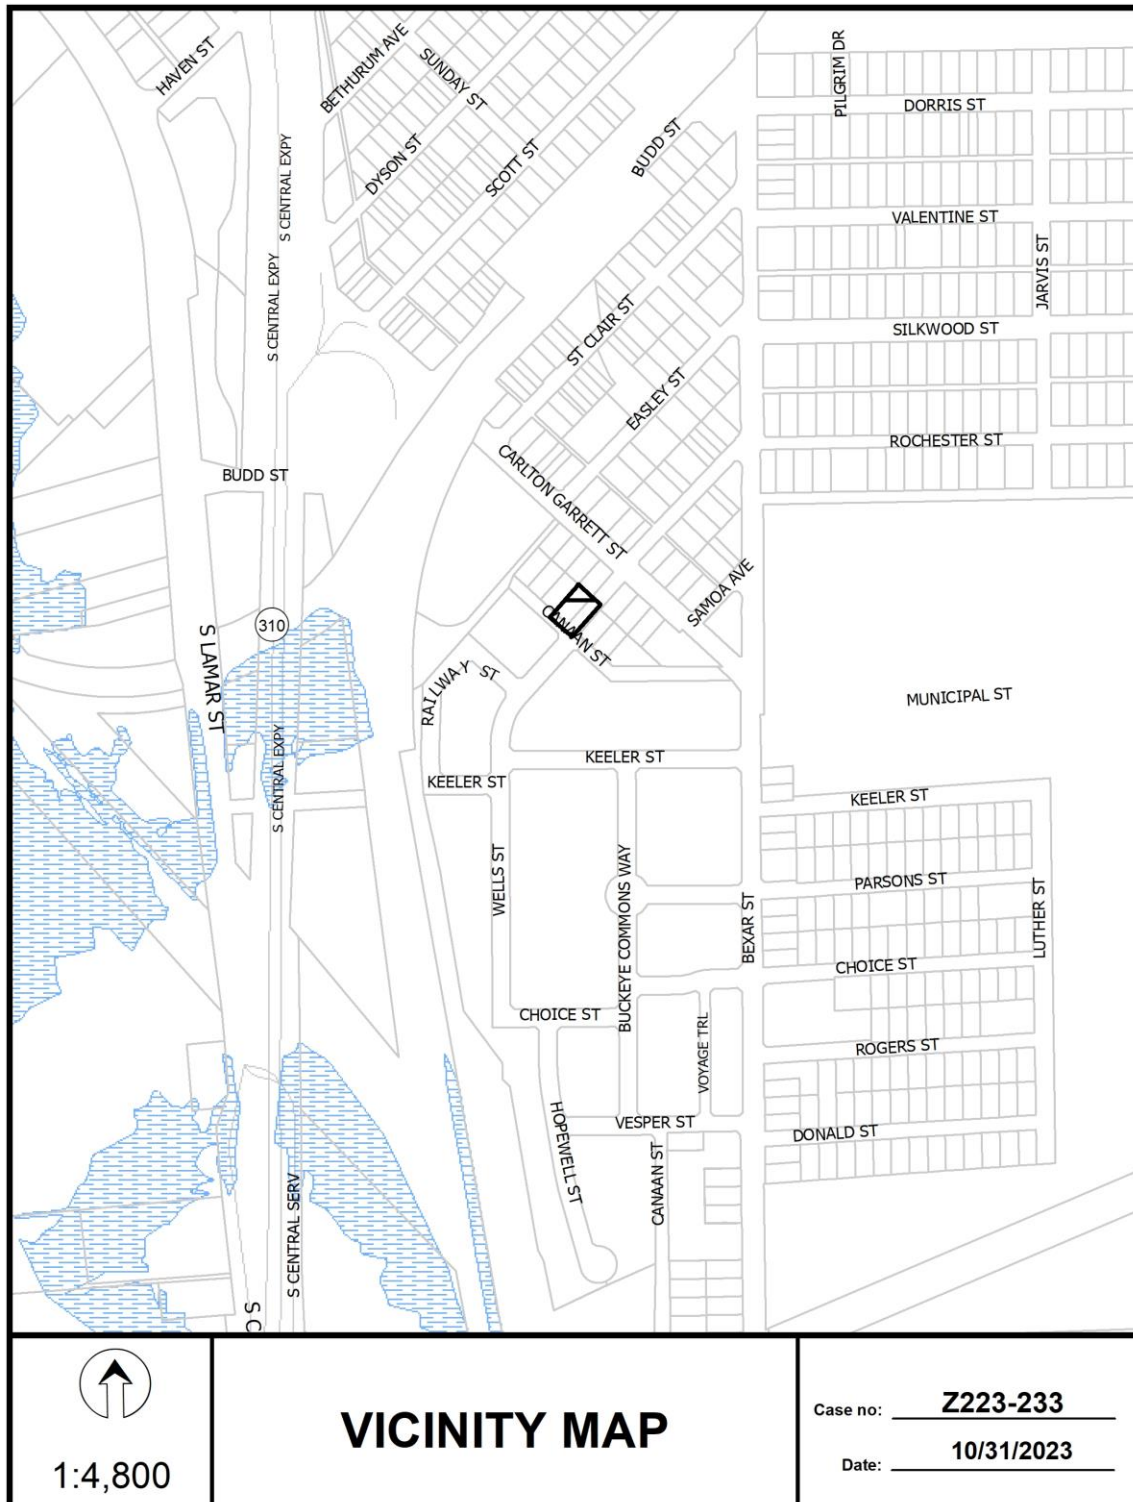 HAVEN ST
BETHURUM AVE
SUNDAY ST
PILGRIM DR
DORRIS ST
DYSON ST
SCOTT ST
BUDD ST
S CENTRAL EXPY
S CENTRAL EXPY
VALENTINE ST
JARVIS ST
ST CLAIR ST
SILKWOOD ST
EASLEY ST
ROCHESTER ST
BUDD ST
CARLTON GARRETT ST
SAMOA AVE
310
CANAAN ST
S LAMAR ST
RAILWAY ST
MUNICIPAL ST
S CENTRAL EXPY
KEELER ST
KEELER ST
KEELER ST
WELLS ST
BUCKEYE COMMONS WAY
PARSONS ST
BEXAR ST
LUTHER ST
CHOICE ST
CHOICE ST
VOYAGE TRL
ROGERS ST
HOPEWELL ST
VESPER ST
DONALD ST
CANAAN ST
S CENTRAL SERV
S C
1:4,800
VICINITY MAP
Case no: Z223-233
Date: 10/31/2023